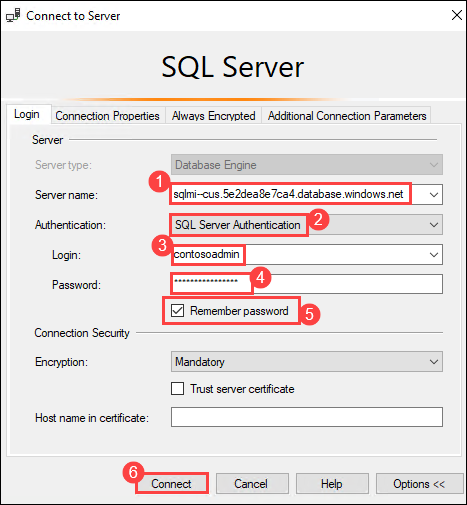 Connect to Server
SQL Server
Login Connection Properties Always Encrypted Additional Connection Parameters
Server
Server type: Database Engine
1
Server name: sqlmi-cus.5e2dea8e7ca4.database.windows.net
Authentication: SQL Server Authentication 2
3
Login: contosoadmin
Password: **************** 4
Remember password 5
Connection Security
Encryption: Mandatory
Trust server certificate
Host name in certificate:
6
Connect Cancel Help Options <<